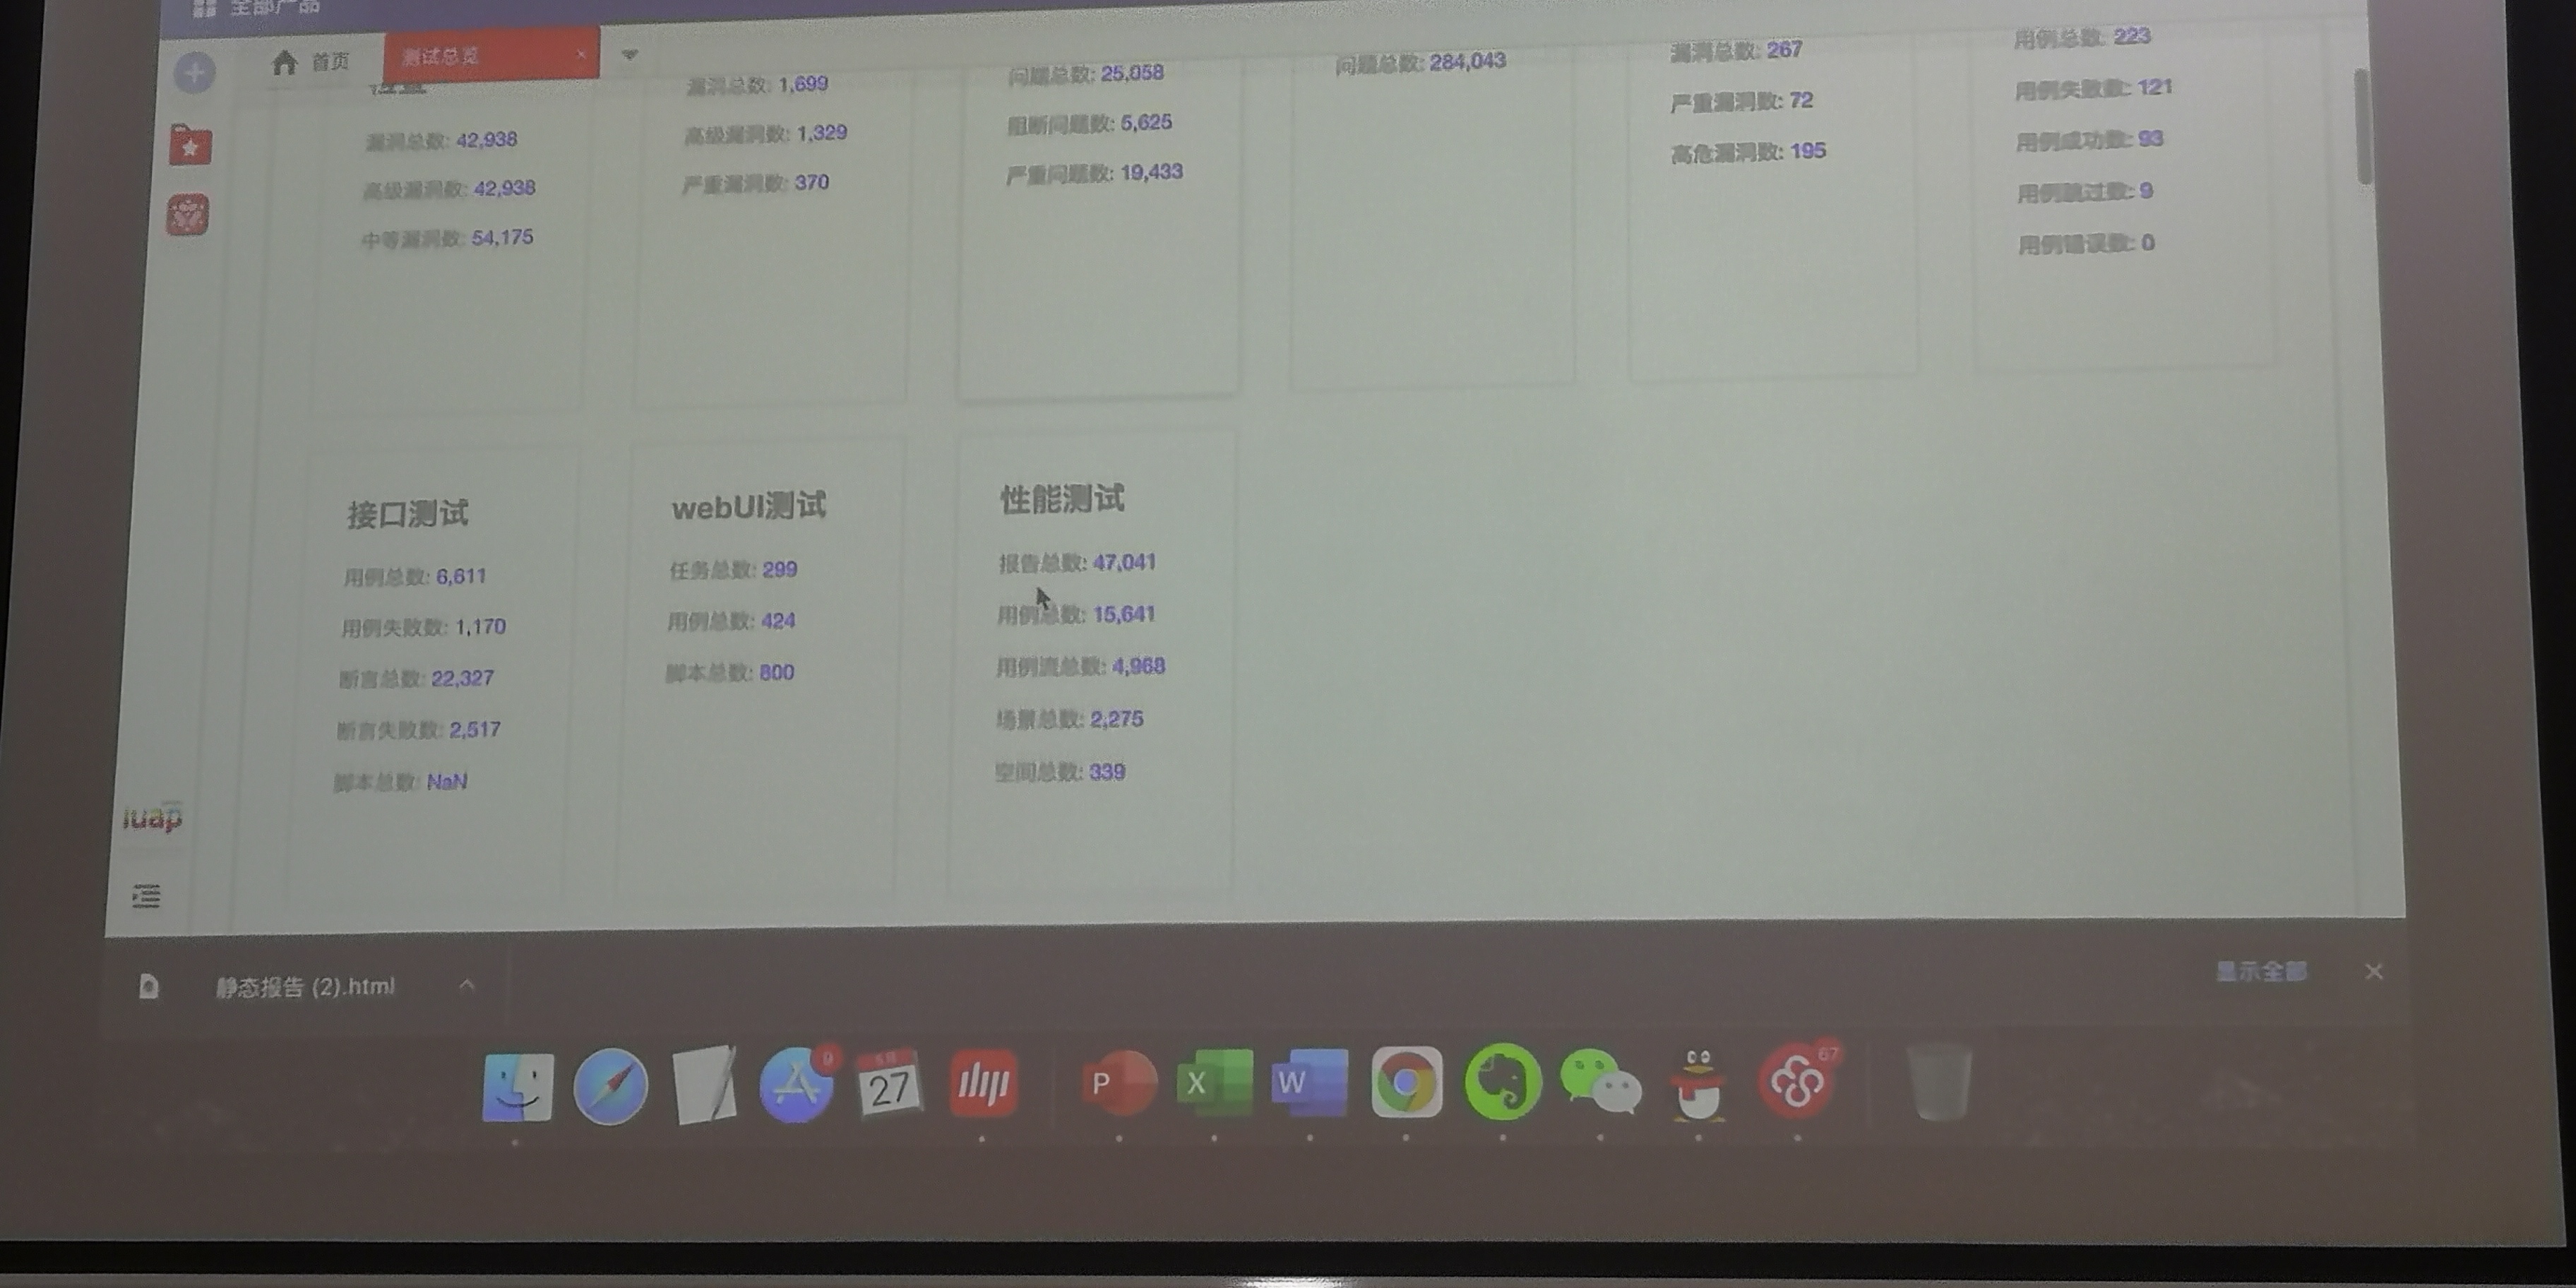 全部产品
首页
测试总览
漏洞总数: 42,938
高级漏洞数: 42,938
中等漏洞数: 54,175
漏洞总数: 1,699
高级漏洞数: 1,329
严重漏洞数: 370
问题总数: 25,058
阻断问题数: 5,625
严重问题数: 19,433
问题总数: 284,043
漏洞总数: 267
严重漏洞数: 72
高危漏洞数: 195
用例总数: 223
用例失败数: 121
用例成功数: 93
用例跳过数: 9
用例错误数: 0
接口测试
用例总数: 6,611
用例失败数: 1,170
断言总数: 22,327
断言失败数: 2,517
脚本总数: NaN
webUI测试
任务总数: 299
用例总数: 424
脚本总数: 800
性能测试
报告总数: 47,041
用例总数: 15,641
用例流总数: 4,968
场景总数: 2,275
空间总数: 339
iuap
静态报告 (2).html
显示全部
9
27
P
X
W
67